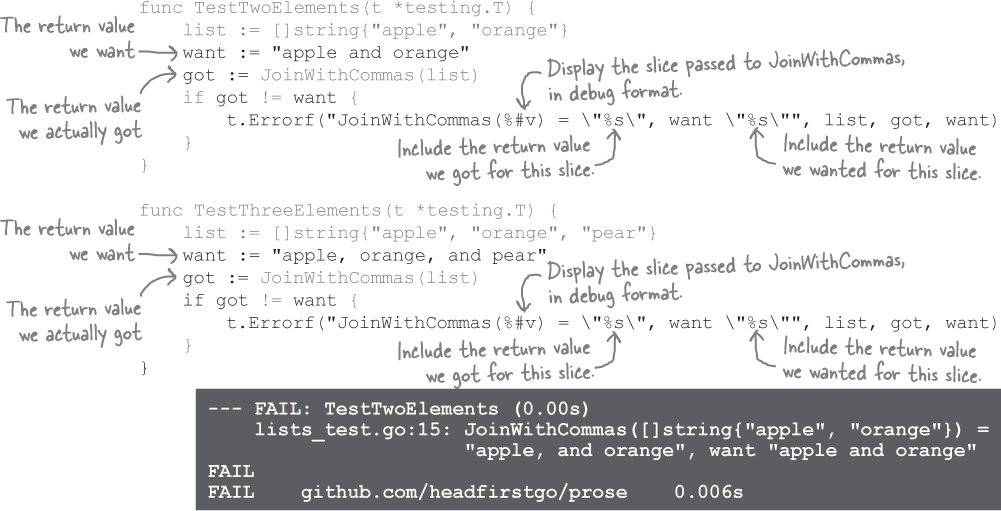 func TestTwoElements(t *testing.T) {
The return value
we want
list := []string{"apple", "orange"}
want := "apple and orange"
got := JoinWithCommas(list)
The return value
we actually got
if got != want {
Display the slice passed to JoinWithCommas,
in debug format.
t.Errorf("JoinWithCommas(%#v) = \"%s\", want \"%s\"", list, got, want)
}
Include the return value
we got for this slice.
Include the return value
we wanted for this slice.
}
func TestThreeElements(t *testing.T) {
The return value
we want
list := []string{"apple", "orange", "pear"}
want := "apple, orange, and pear"
got := JoinWithCommas(list)
The return value
we actually got
if got != want {
Display the slice passed to JoinWithCommas,
in debug format.
t.Errorf("JoinWithCommas(%#v) = \"%s\", want \"%s\"", list, got, want)
}
Include the return value
we got for this slice.
Include the return value
we wanted for this slice.
}
--- FAIL: TestTwoElements (0.00s)
lists_test.go:15: JoinWithCommas([]string{"apple", "orange"}) =
"apple, and orange", want "apple and orange"
FAIL
FAIL github.com/headfirstgo/prose 0.006s